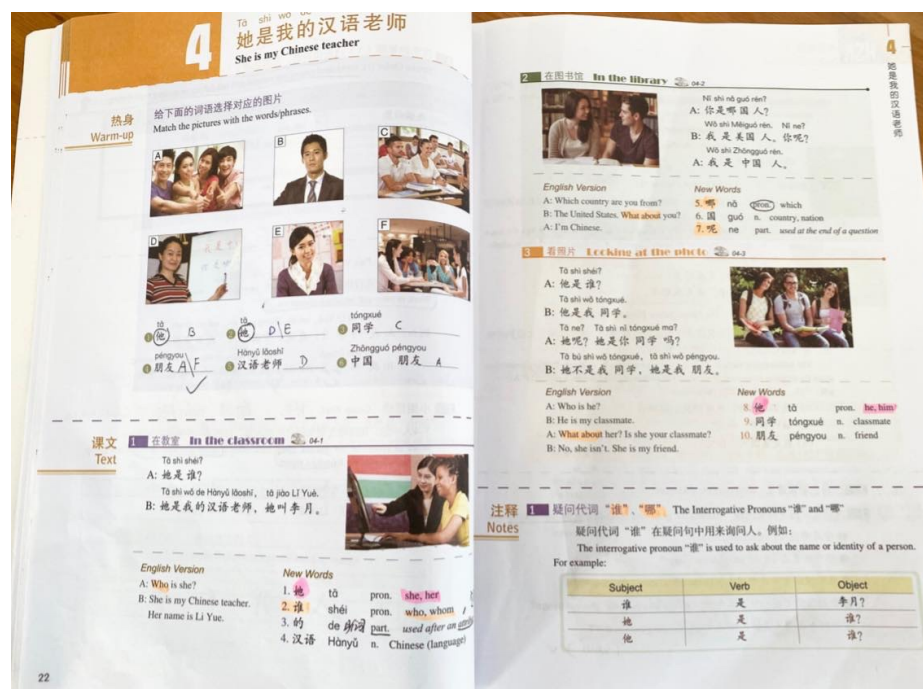 4
Tā shì wǒ de
她是我的汉语老师
She is my Chinese teacher
热身
Warm-up
给下面的词语选择对应的图片
Match the pictures with the words/phrases.
A
B
C
D
E
F
tā
1 他 B
tā
2 她 D\E
tóngxué
3 同学 C
péngyou
4 朋友 A\F
Hànyǔ lǎoshī
5 汉语老师 D
Zhōngguó péngyou
6 中国 朋友 A
课文
Text
1 在教室 In the classroom 04-1
Tā shì shéi?
A: 她是谁?
Tā shì wǒ de Hànyǔ lǎoshī, tā jiào Lǐ Yuè.
B: 她是我的汉语老师,她叫李月。
English Version
A: Who is she?
B: She is my Chinese teacher.
Her name is Li Yue.
New Words
1. 她 tā pron. she, her
2. 谁 shéi pron. who, whom
3. 的 de 助词 part. used after an
4. 汉语 Hànyǔ n. Chinese (language)
22
4
她是我的汉语老师
2 在图书馆 In the library 04-2
Nǐ shì nǎ guó rén?
A: 你是哪国人?
Wǒ shì Měiguó rén. Nǐ ne?
B: 我是美国人。你呢?
Wǒ shì Zhōngguó rén.
A: 我是中国人。
English Version
A: Which country are you from?
B: The United States. What about you?
A: I'm Chinese.
New Words
5. 哪 nǎ pron. which
6. 国 guó n. country, nation
7. 呢 ne part. used at the end of a question
3 看照片 Looking at the photo 04-3
Tā shì shéi?
A: 他是谁?
Tā shì wǒ tóngxué.
B: 他是我同学。
Tā ne? Tā shì nǐ tóngxué ma?
A: 她呢?她是你同学吗?
Tā bú shì wǒ tóngxué, tā shì wǒ péngyou.
B: 她不是我同学,她是我朋友。
English Version
A: Who is he?
B: He is my classmate.
A: What about her? Is she your classmate?
B: No, she isn't. She is my friend.
New Words
8. 他 tā pron. he, him
9. 同学 tóngxué n. classmate
10. 朋友 péngyou n. friend
注释
Notes
1 疑问代词“谁”、“哪” The Interrogative Pronouns “谁” and “哪”
疑问代词“谁”在疑问句中用来询问人。例如:
The interrogative pronoun “谁” is used to ask about the name or identity of a person.
For example:
Subject Verb Object
谁 是 李月?
她 是 谁?
他 是 谁?